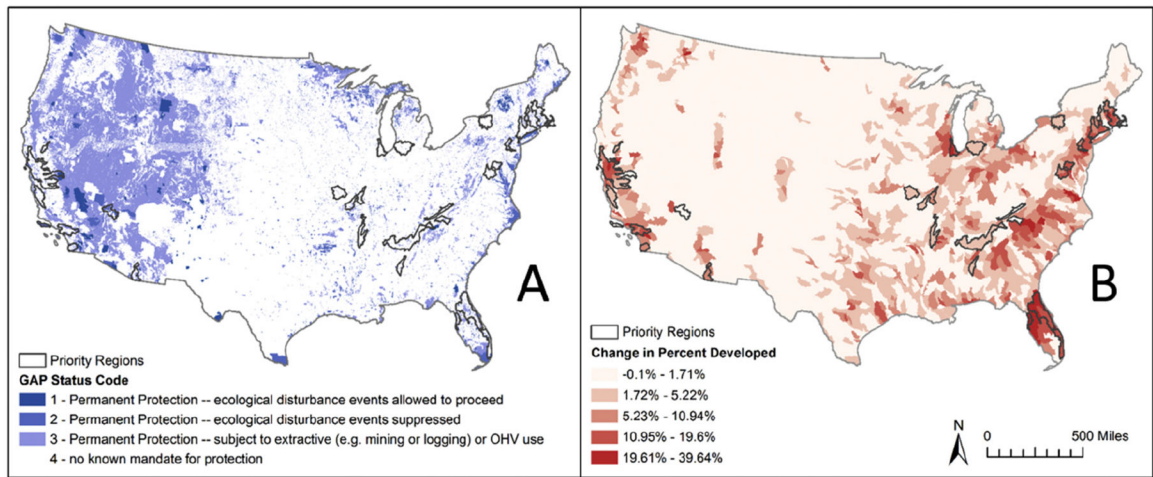 A
Priority Regions
GAP Status Code
1 - Permanent Protection -- ecological disturbance events allowed to proceed
2 - Permanent Protection -- ecological disturbance events suppressed
3 - Permanent Protection -- subject to extractive (e.g. mining or logging) or OHV use
4 - no known mandate for protection
B
Priority Regions
Change in Percent Developed
-0.1% - 1.71%
1.72% - 5.22%
5.23% - 10.94%
10.95% - 19.6%
19.61% - 39.64%
N
0 500 Miles